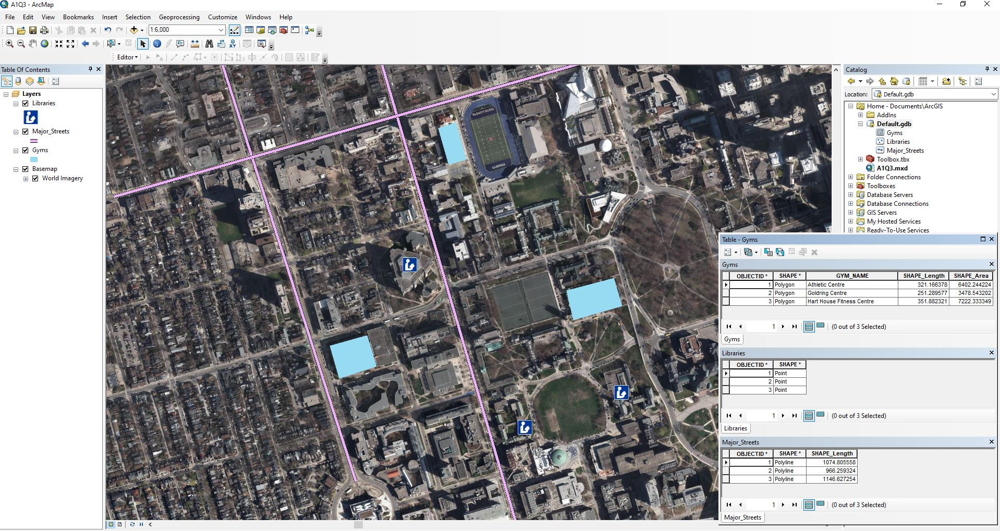 A1Q3 - ArcMap
File Edit View Bookmarks Insert Selection Geoprocessing Customize Windows Help
1:6,000
XY
Editor
Table Of Contents
Layers
Libraries
Major_Streets
Gyms
Basemap
World Imagery
VARSITY BLUES
TORONTO
Catalog
Location: Default.gdb
Home - Documents\ArcGIS
AddIns
Default.gdb
Gyms
Libraries
Major_Streets
Toolbox.tbx
A1Q3.mxd
Folder Connections
Toolboxes
Database Servers
Database Connections
GIS Servers
My Hosted Services
Ready-To-Use Services
Table - Gyms
Gyms
OBJECTID * SHAPE * GYM_NAME SHAPE_Length SHAPE_Area
1 Polygon Athletic Centre 321.166378 6402.244224
2 Polygon Goldring Centre 251.289577 3478.543202
3 Polygon Hart House Fitness Centre 351.882321 7222.333349
1 (0 out of 3 Selected)
Gyms
Libraries
OBJECTID * SHAPE *
1 Point
2 Point
3 Point
1 (0 out of 3 Selected)
Libraries
Major_Streets
OBJECTID * SHAPE * SHAPE_Length
1 Polyline 1074.805558
2 Polyline 966.259324
3 Polyline 1146.627254
1 (0 out of 3 Selected)
Major_Streets